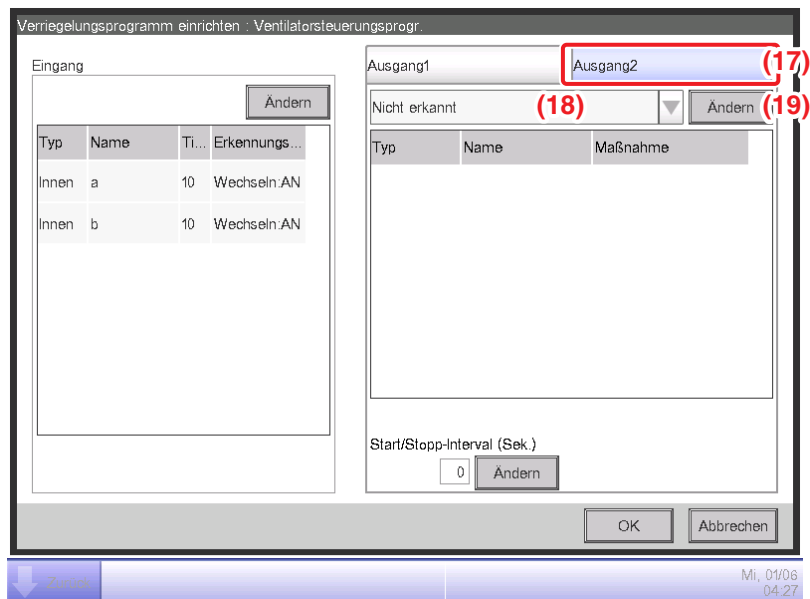 Verriegelungsprogramm einrichten : Ventilatorsteuerungsprogr.
Eingang
Ändern
Typ Name Ti... Erkennungs...
Innen a 10 Wechseln:AN
Innen b 10 Wechseln:AN
Ausgang1 Ausgang2 (17)
Nicht erkannt (18) Ändern (19)
Typ Name Maßnahme
Start/Stopp-Interval (Sek.)
0 Ändern
OK Abbrechen
Mi, 01/06
04:27